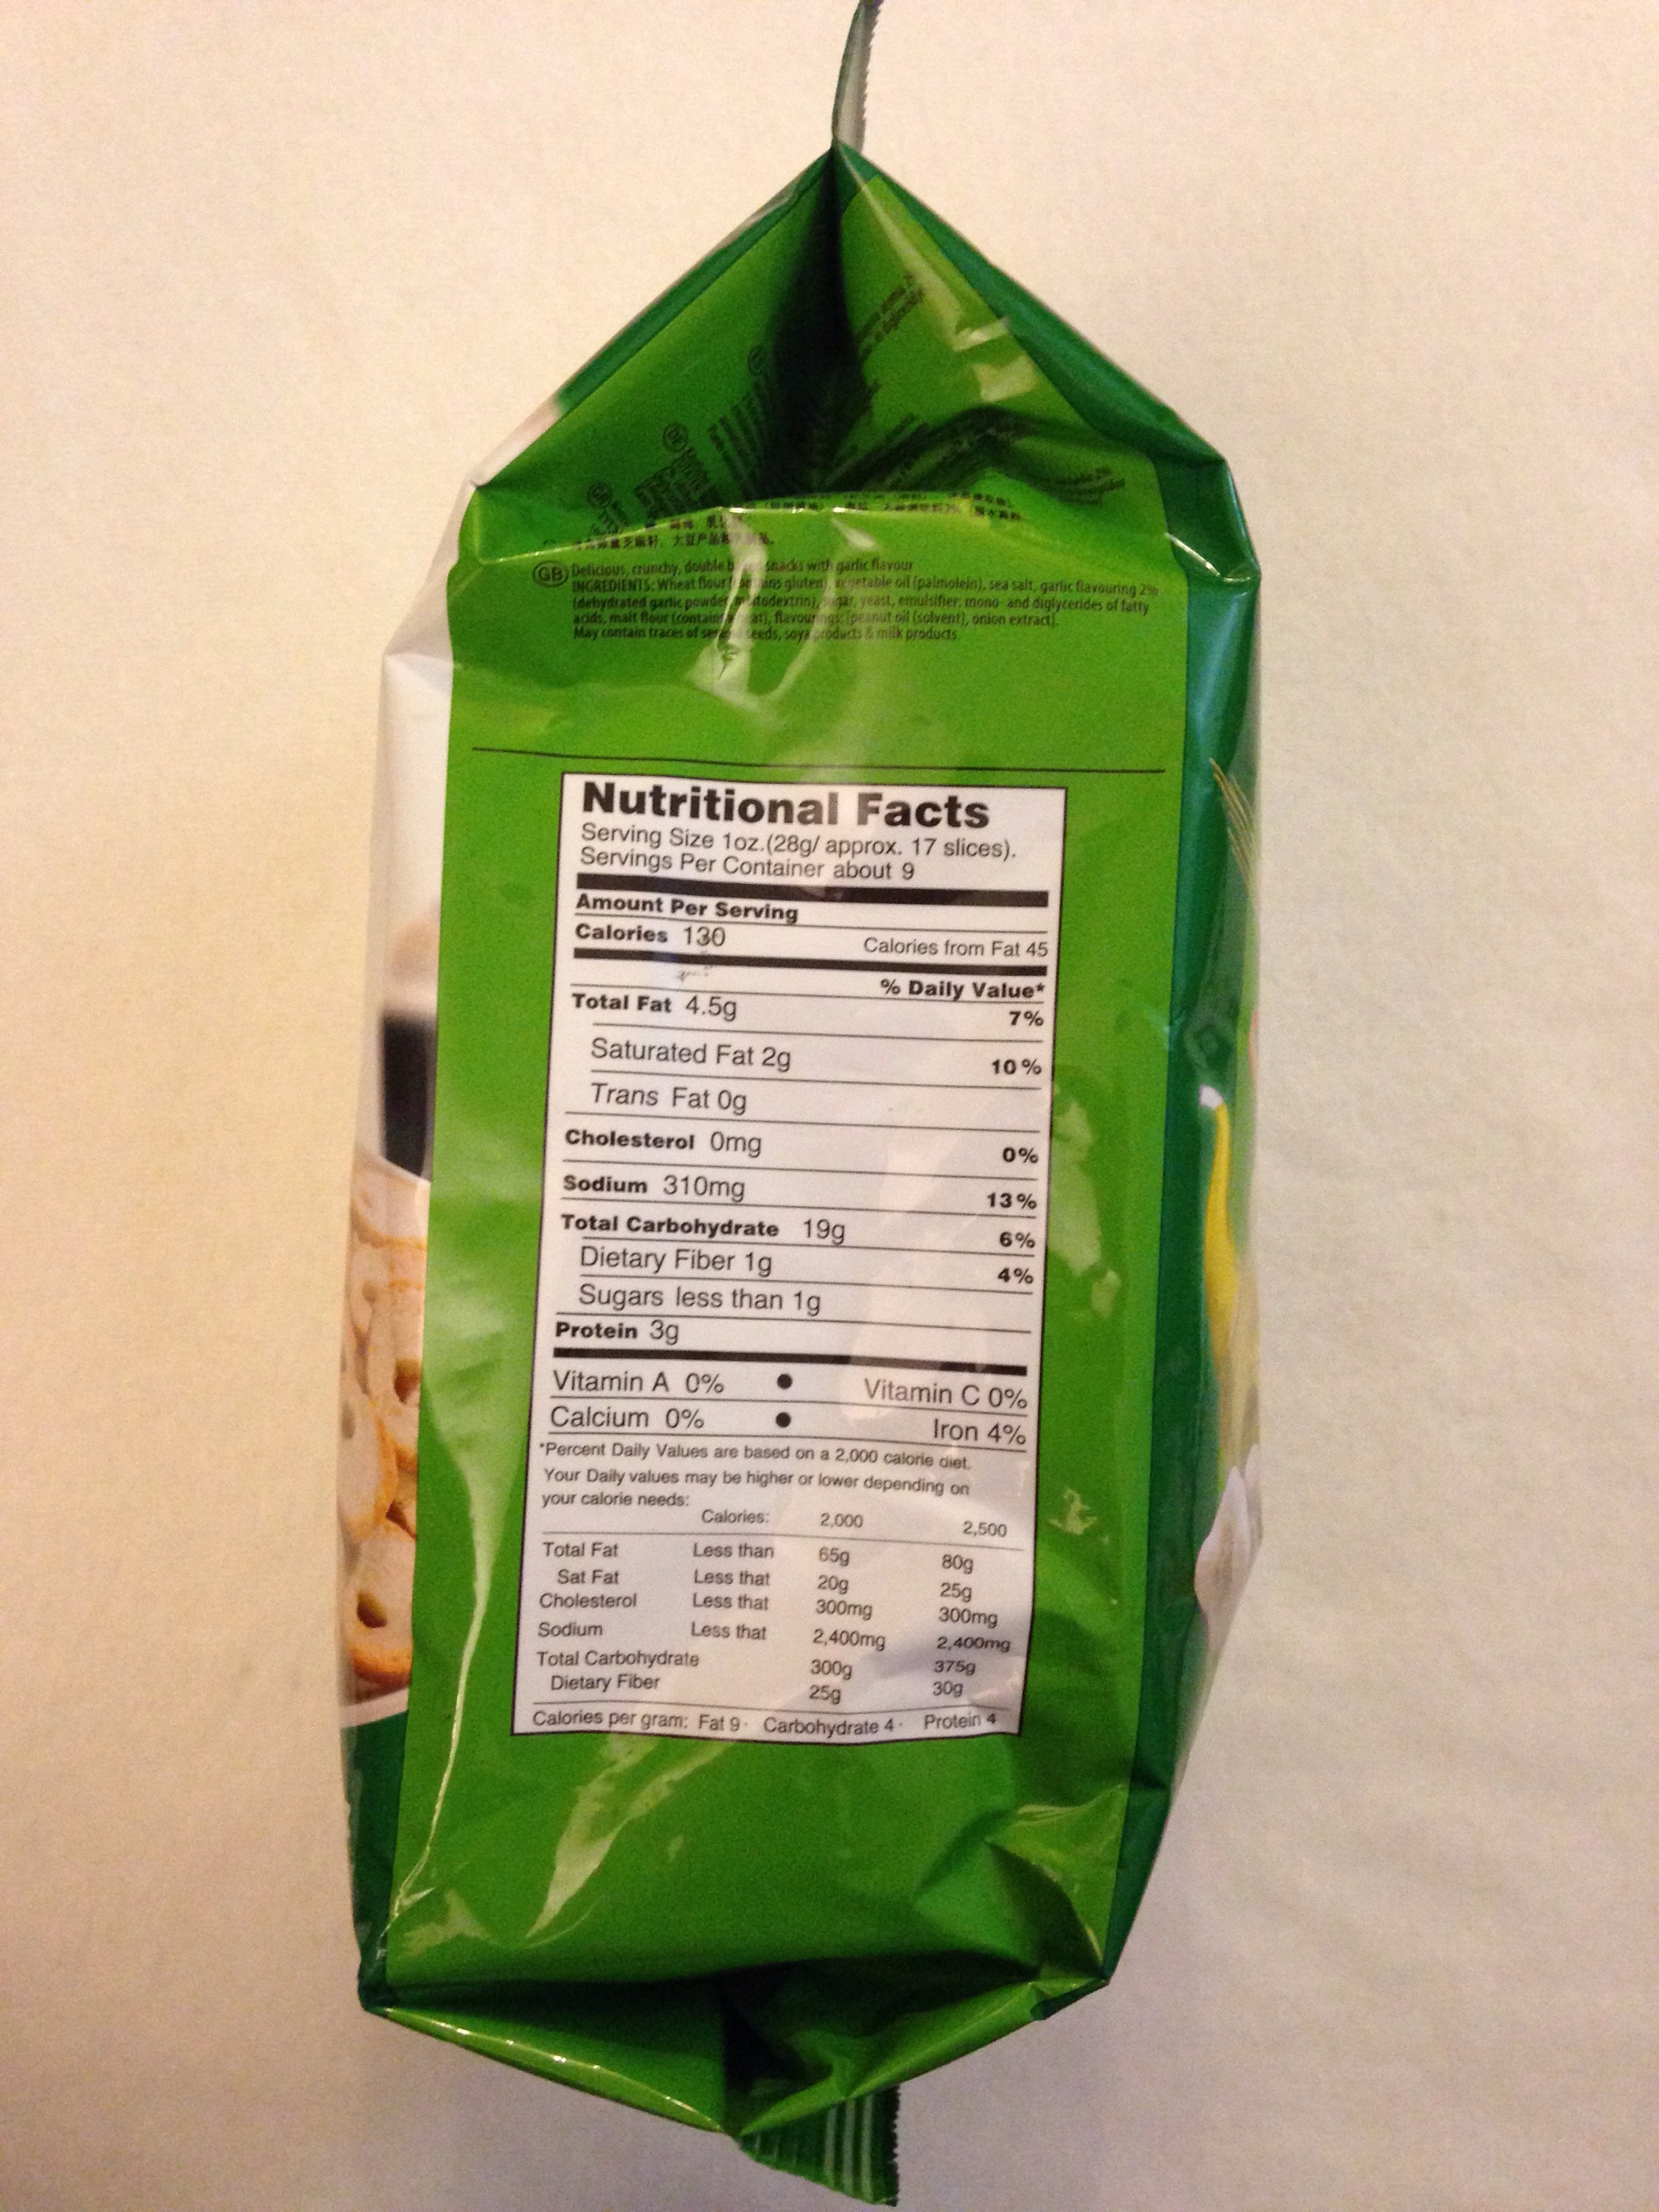 DE
GB
大豆产品和
GB Delicious, crunchy, double snacks with garlic flavour
INGREDIENTS: Wheat flour gluten), vegetable oil (palmolein), sea salt, garlic flavouring 2%
(dehydrated garlic powder, sugar, yeast, emulsifier: mono- and diglycerides of fatty
acids, malt flour (contains flavourings: [peanut oil (solvent), onion extract].
May contain traces of seeds, soya products & milk products
Nutritional Facts
Serving Size 1oz.(28g/ approx. 17 slices).
Servings Per Container about 9
Amount Per Serving
Calories 130 Calories from Fat 45
% Daily Value*
Total Fat 4.5g 7%
Saturated Fat 2g 10%
Trans Fat 0g
Cholesterol 0mg 0%
Sodium 310mg 13%
Total Carbohydrate 19g 6%
Dietary Fiber 1g 4%
Sugars less than 1g
Protein 3g
Vitamin A 0% ● Vitamin C 0%
Calcium 0% ● Iron 4%
*Percent Daily Values are based on a 2,000 calorie diet.
Your Daily values may be higher or lower depending on
your calorie needs:
Calories: 2,000 2,500
Total Fat Less than 65g 80g
Sat Fat Less that 20g 25g
Cholesterol Less that 300mg 300mg
Sodium Less that 2,400mg 2,400mg
Total Carbohydrate 300g 375g
Dietary Fiber 25g 30g
Calories per gram: Fat 9 · Carbohydrate 4 · Protein 4